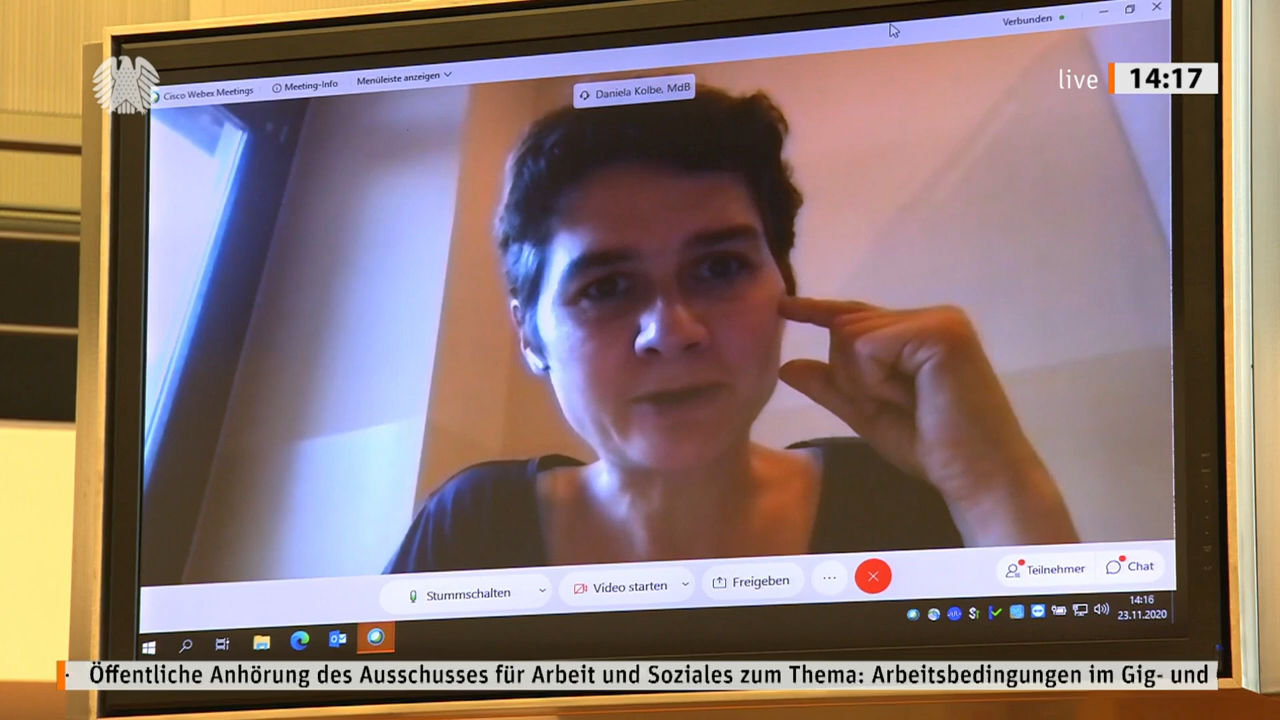 Verbunden
Cisco Webex Meetings
Meeting-Info
Menüleiste anzeigen
Daniela Kolbe, MdB
live 14:17
Stummschalten
Video starten
Freigeben
Teilnehmer
Chat
14:16
23.11.2020
Öffentliche Anhörung des Ausschusses für Arbeit und Soziales zum Thema: Arbeitsbedingungen im Gig- und